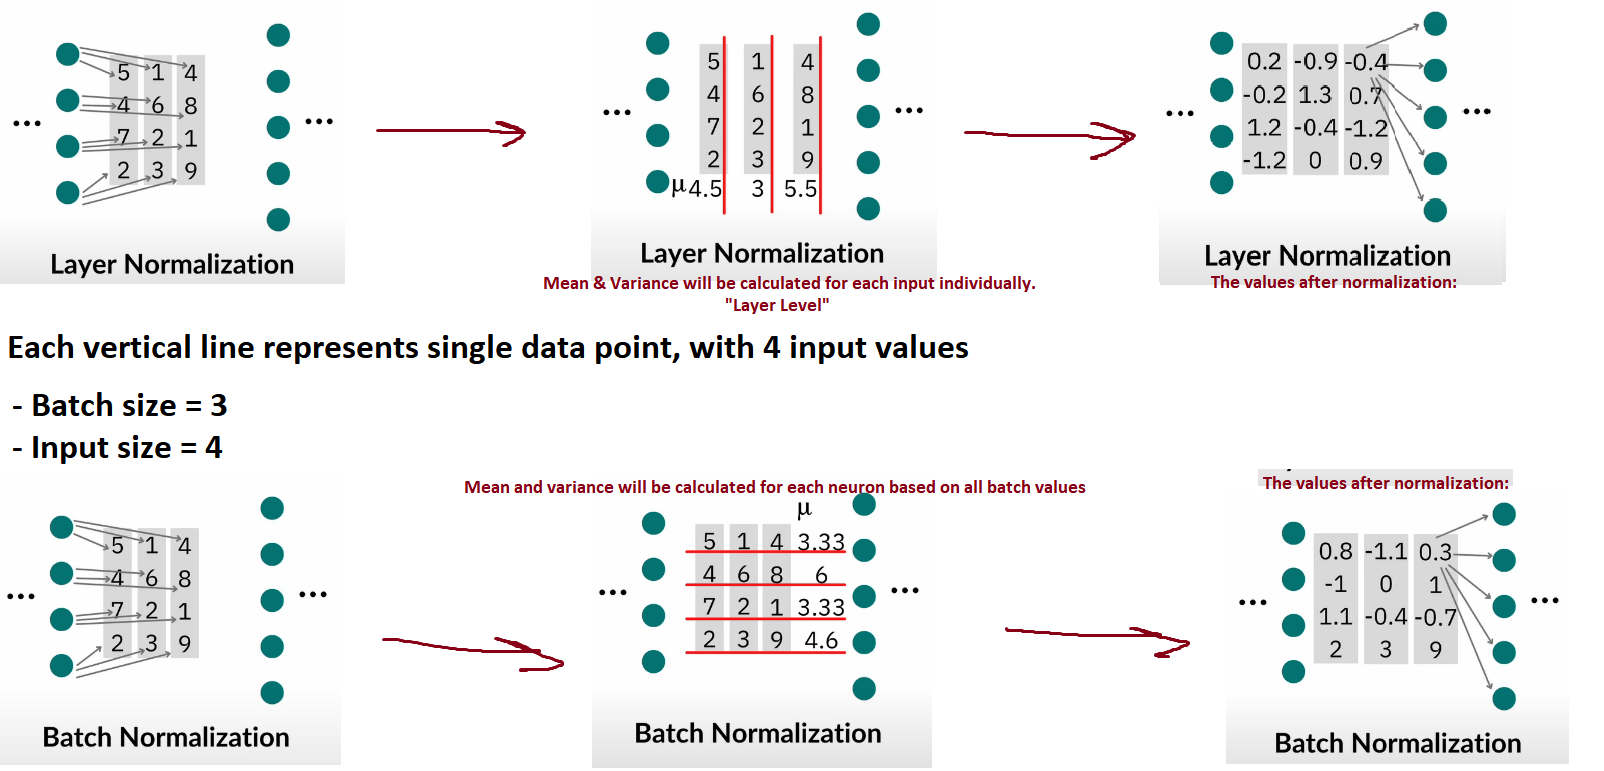 ... 5 1 4 ...
4 6 8
7 2 1
2 3 9
Layer Normalization
... 5 1 4 ...
4 6 8
7 2 1
2 3 9
μ 4.5 3 5.5
Layer Normalization
Mean & Variance will be calculated for each input individually.
"Layer Level"
... 0.2 -0.9 -0.4 ...
-0.2 1.3 0.7
1.2 -0.4 -1.2
-1.2 0 0.9
Layer Normalization
The values after normalization:
Each vertical line represents single data point, with 4 input values
- Batch size = 3
- Input size = 4
... 5 1 4 ...
4 6 8
7 2 1
2 3 9
Batch Normalization
Mean and variance will be calculated for each neuron based on all batch values
μ
... 5 1 4 3.33 ...
4 6 8 6
7 2 1 3.33
2 3 9 4.6
Batch Normalization
The values after normalization:
... 0.8 -1.1 0.3 ...
-1 0 1
1.1 -0.4 -0.7
2 3 9
Batch Normalization